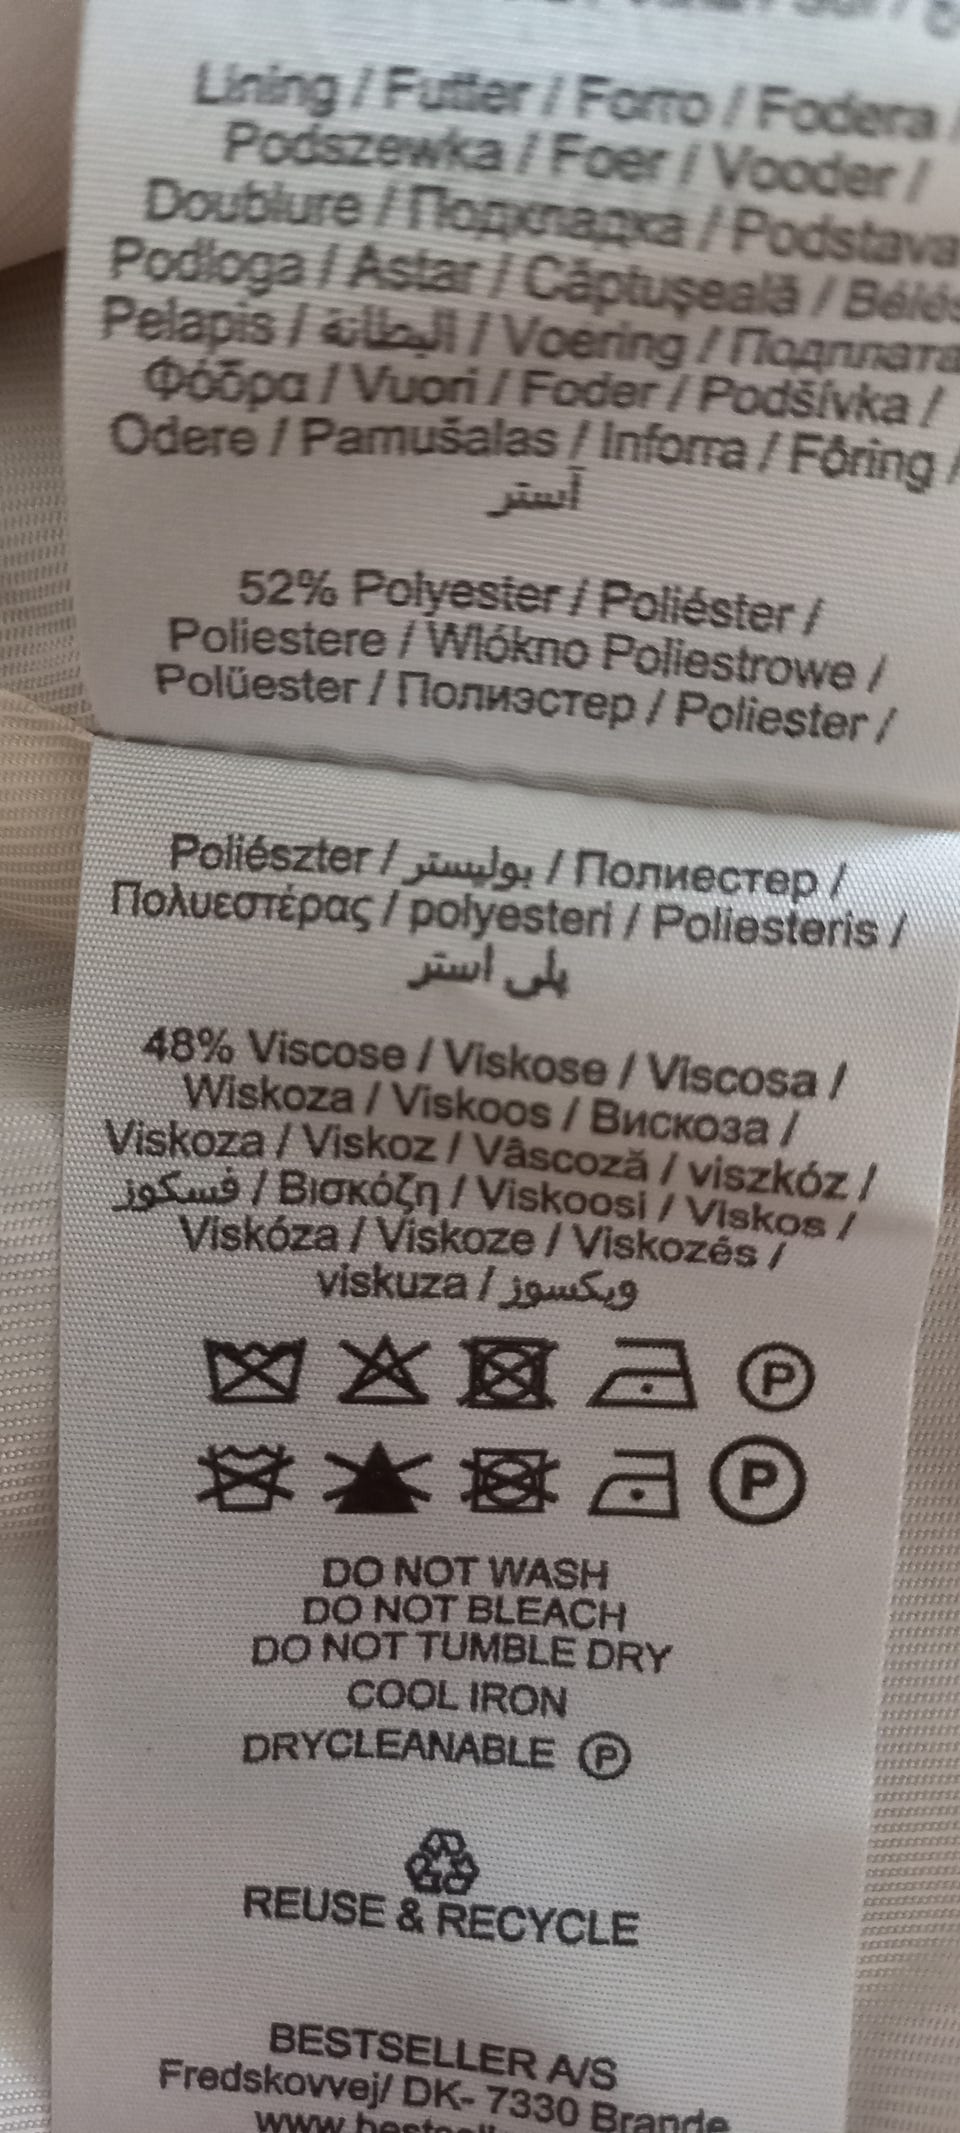 Lining / Futter / Forro / Fodera /
Podszewka / Foer / Vooder /
Doublure / Подкладка / Podstava
Podloga / Astar / Căptuşeală / Bélés
Pelapis / البطانة / Voering / Подплата
Φόδρα / Vuori / Foder / Podšívka /
Odere / Pamušalas / Inforra / Fôring /
آستر
52% Polyester / Poliéster /
Poliestere / Wlókno Poliestrowe /
Polüester / Полиэстер / Poliester /
Poliészter / بوليستر / Полиестер /
Πολυεστέρας / polyesteri / Poliesteris /
پلی استر
48% Viscose / Viskose / Viscosa /
Wiskoza / Viskoos / Вискоза /
Viskoza / Viskoz / Vâscoză / viszkóz /
فسكوز / Βισκόζη / Viskoosi / Viskos /
Viskóza / Viskoze / Viskozés /
viskuza / ویکسوز
P
P
DO NOT WASH
DO NOT BLEACH
DO NOT TUMBLE DRY
COOL IRON
DRYCLEANABLE P
REUSE & RECYCLE
BESTSELLER A/S
Fredskovvej/ DK- 7330 Brande